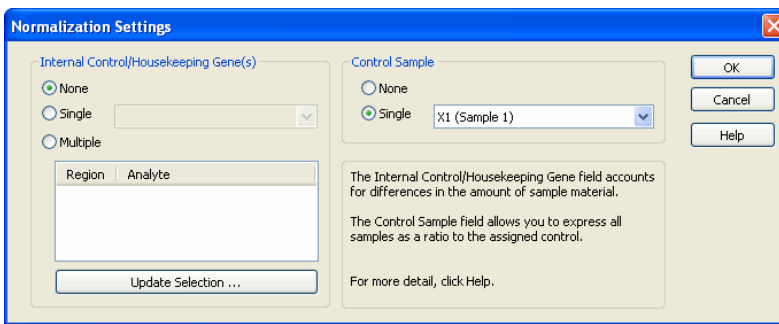 Normalization Settings
Internal Control/Housekeeping Gene(s)
None
Single
Multiple
Region Analyte
Update Selection ...
Control Sample
None
Single X1 (Sample 1)
The Internal Control/Housekeeping Gene field accounts
for differences in the amount of sample material.
The Control Sample field allows you to express all
samples as a ratio to the assigned control.
For more detail, click Help.
OK
Cancel
Help